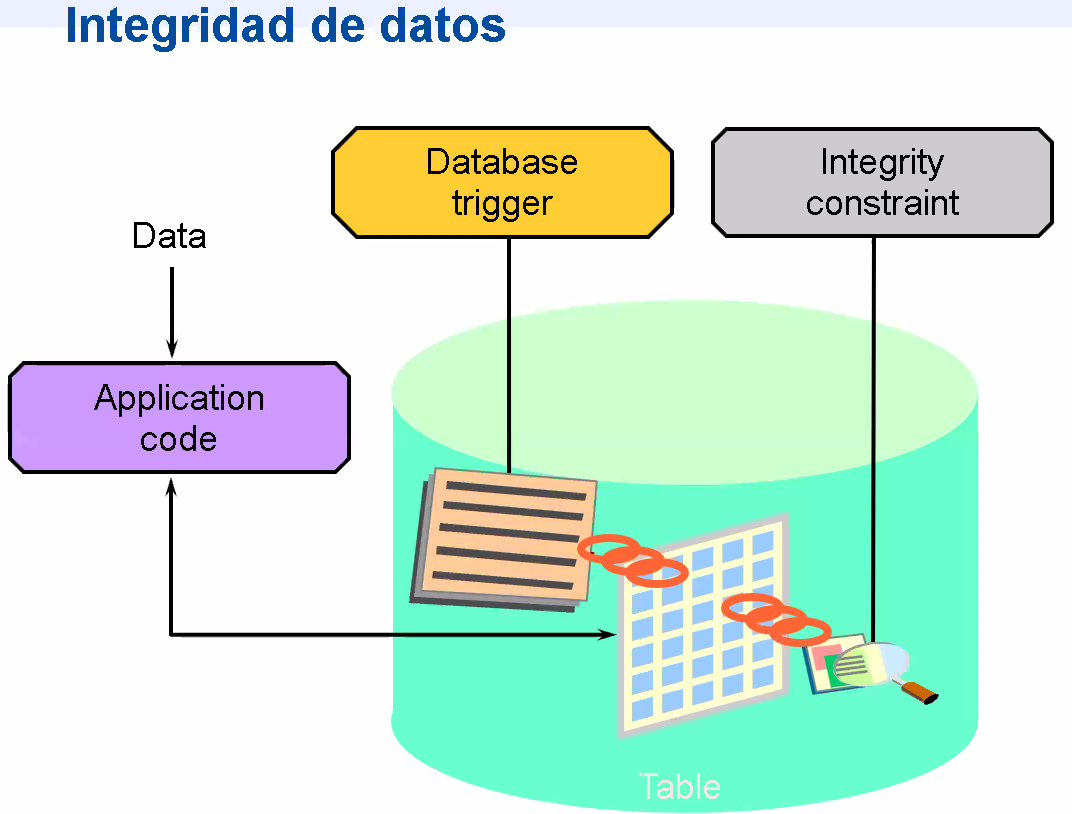 Integridad de datos
Database
trigger
Integrity
constraint
Data
Application
code
Table